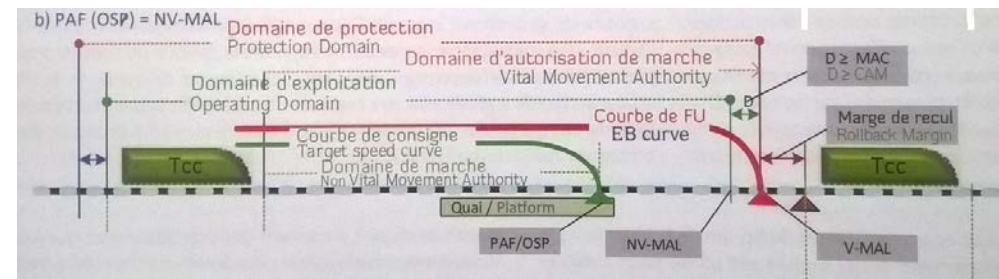 b) PAF (OSP) = NV-MAL
Domaine de protection
Protection Domain
Domaine d'autorisation de marche
Vital Movement Authority
D ≥ MAC
D ≥ CAM
Domaine d'exploitation
Operating Domain
D
Courbe de FU
EB curve
Marge de recul
Rollback Margin
Courbe de consigne
Target speed curve
Tcc
Domaine de marche
Non Vital Movement Authority
Tcc
Quai / Platform
PAF/OSP
NV-MAL
V-MAL